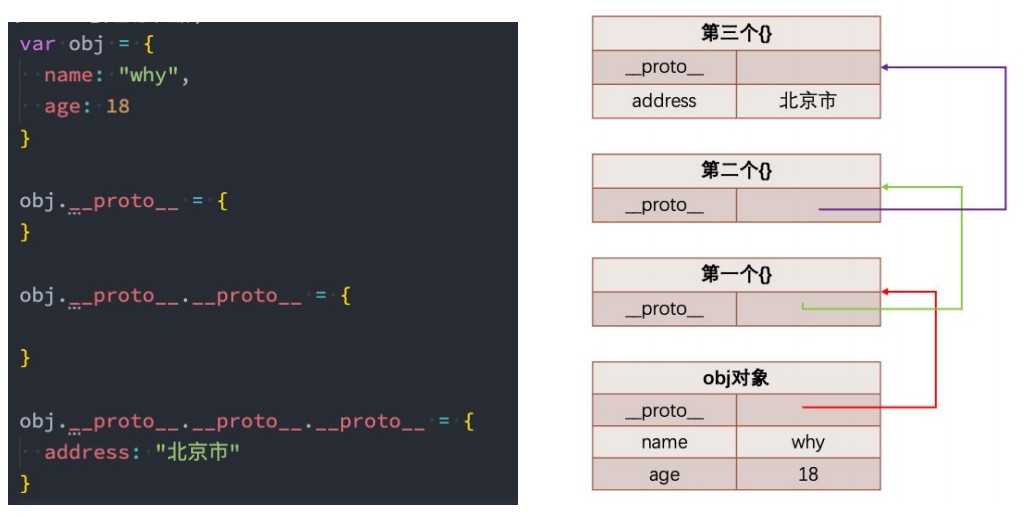 var obj = {
name: "why",
age: 18
}
obj.__proto__ = {
}
obj.__proto__.__proto__ = {
}
obj.__proto__.__proto__.__proto__ = {
address: "北京市"
}
第三个{}
__proto__
address 北京市
第二个{}
__proto__
第一个{}
__proto__
obj对象
__proto__
name why
age 18